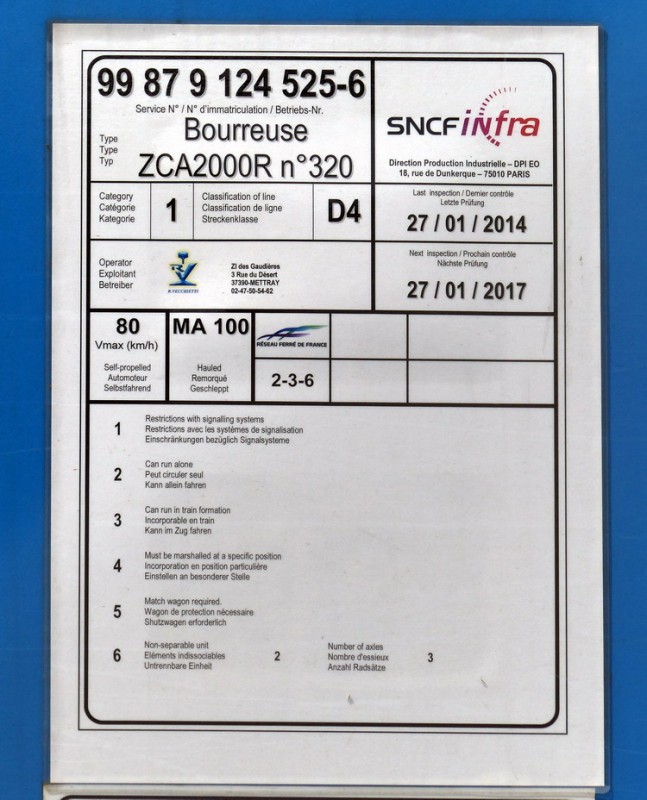 99 87 9 124 525-6
Service N° / N° d'immatriculation / Betriebs-Nr.
Type
Type
Typ
Bourreuse
ZCA2000R n°320
SNCF infra
Direction Production Industrielle – DPI EO
18, rue de Dunkerque – 75010 PARIS
Category
Catégorie
Kategorie
1
Classification of line
Classification de ligne
Streckenklasse
D4
Last inspection / Dernier contrôle
Letzte Prüfung
27 / 01 / 2014
Operator
Exploitant
Betreiber
ZI des Gaudières
3 Rue du Désert
37390-METTRAY
02-47-50-54-62
Next inspection / Prochain contrôle
Nächste Prüfung
27 / 01 / 2017
80
Vmax (km/h)
Self-propelled
Automoteur
Selbstfahrend
MA 100
Hauled
Remorqué
Geschleppt
RÉSEAU FERRÉ DE FRANCE
2-3-6
1
Restrictions with signalling systems
Restrictions avec les systèmes de signalisation
Einschränkungen bezüglich Signalsysteme
2
Can run alone
Peut circuler seul
Kann allein fahren
3
Can run in train formation
Incorporable en train
Kann im Zug fahren
4
Must be marshalled at a specific position
Incorporation en position particulière
Einstellen an besonderer Stelle
5
Match wagon required.
Wagon de protection nécessaire
Shutzwagen erforderlich
6
Non-separable unit
Eléments indissociables
Untrennbare Einheit
2
Number of axles
Nombre d'essieux
Anzahl Radsätze
3